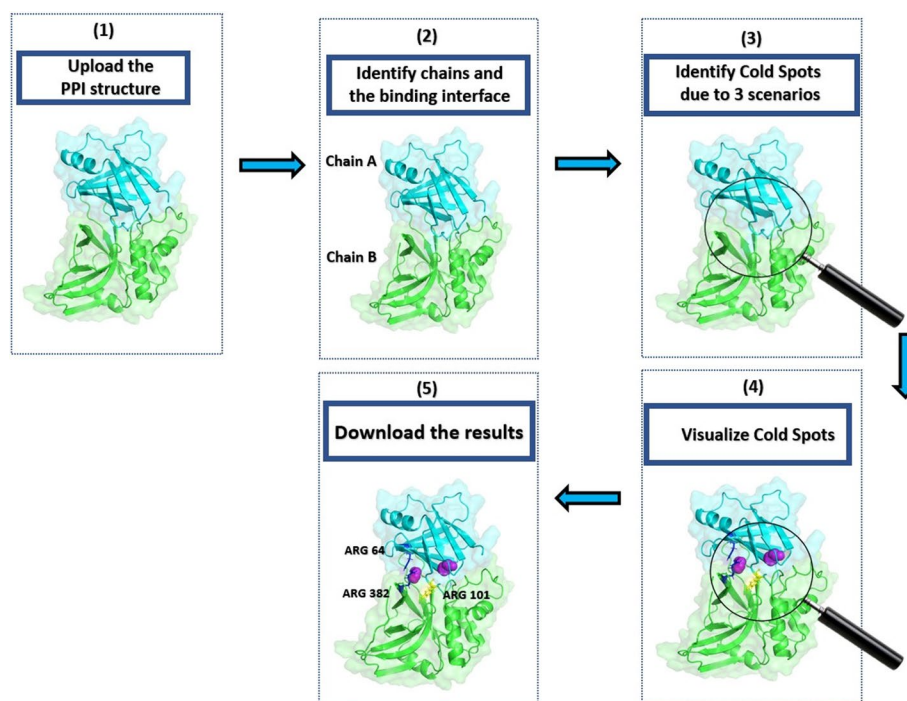 (1)
Upload the
PPI structure
(2)
Identify chains and
the binding interface
Chain A
Chain B
(3)
Identify Cold Spots
due to 3 scenarios
(4)
Visualize Cold Spots
(5)
Download the results
ARG 64
ARG 382
ARG 101